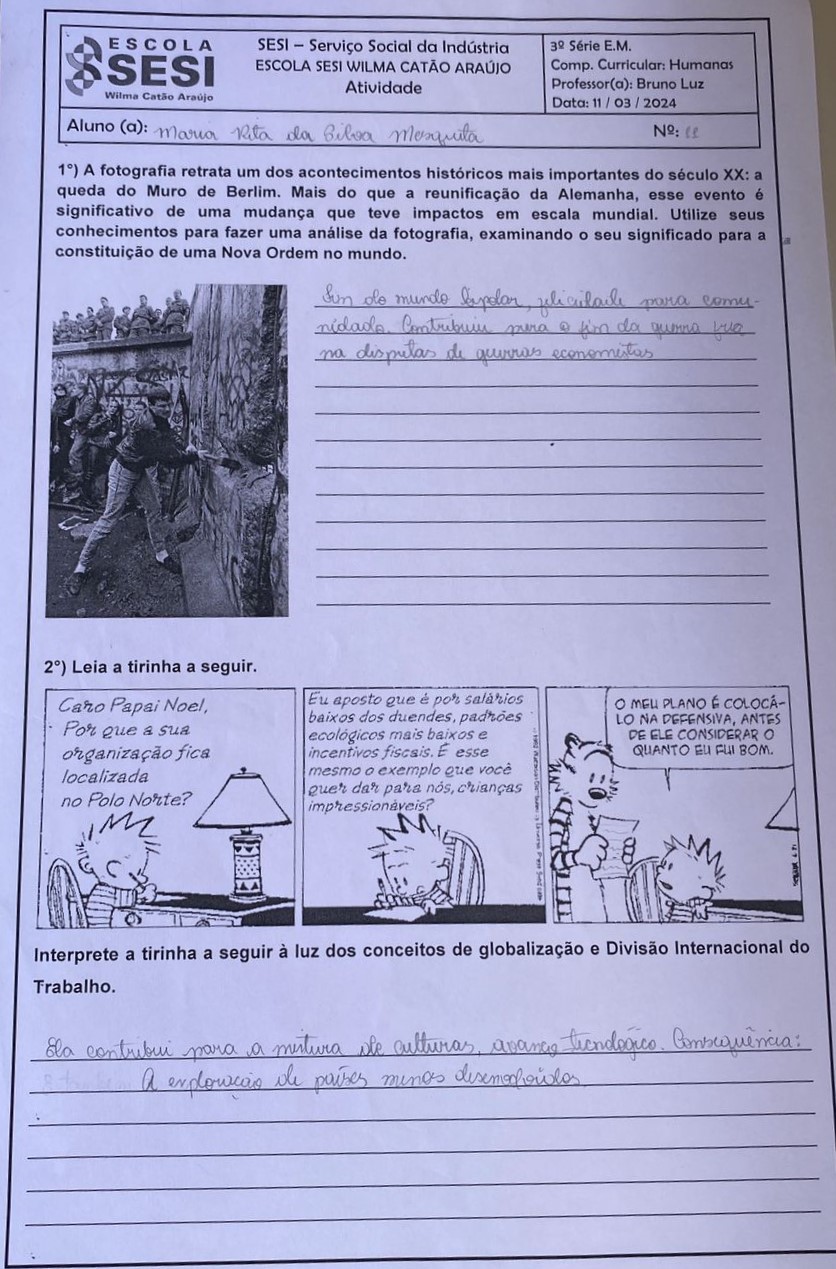 ESCOLA
SESI
Wilma Catão Araújo
SESI – Serviço Social da Indústria
ESCOLA SESI WILMA CATÃO ARAÚJO
Atividade
3º Série E.M.
Comp. Curricular: Humanas
Professor(a): Bruno Luz
Data: 11 / 03 / 2024
Aluno (a): Maria Rita da Silva Mesquita
Nº: 22
1°) A fotografia retrata um dos acontecimentos históricos mais importantes do século XX: a
queda do Muro de Berlim. Mais do que a reunificação da Alemanha, esse evento é
significativo de uma mudança que teve impactos em escala mundial. Utilize seus
conhecimentos para fazer uma análise da fotografia, examinando o seu significado para a
constituição de uma Nova Ordem no mundo.
Fim do mundo bipolar, felicidade para comu-
nidade. Contribuiu para o fim da guerra fria
na disputas de guerras economistas
2°) Leia a tirinha a seguir.
Caro Papai Noel,
Por que a sua
organização fica
localizada
no Polo Norte?
Eu aposto que é por salários
baixos dos duendes, padrões
ecológicos mais baixos e
incentivos fiscais. É esse
mesmo o exemplo que você
quer dar para nós, crianças
impressionáveis?
O MEU PLANO É COLOCÁ-
LO NA DEFENSIVA, ANTES
DE ELE CONSIDERAR O
QUANTO EU FUI BOM.
Interprete a tirinha a seguir à luz dos conceitos de globalização e Divisão Internacional do
Trabalho.
Ela contribui para a mistura de culturas, avanço tecnológico. Consequência:
A exploração de países menos